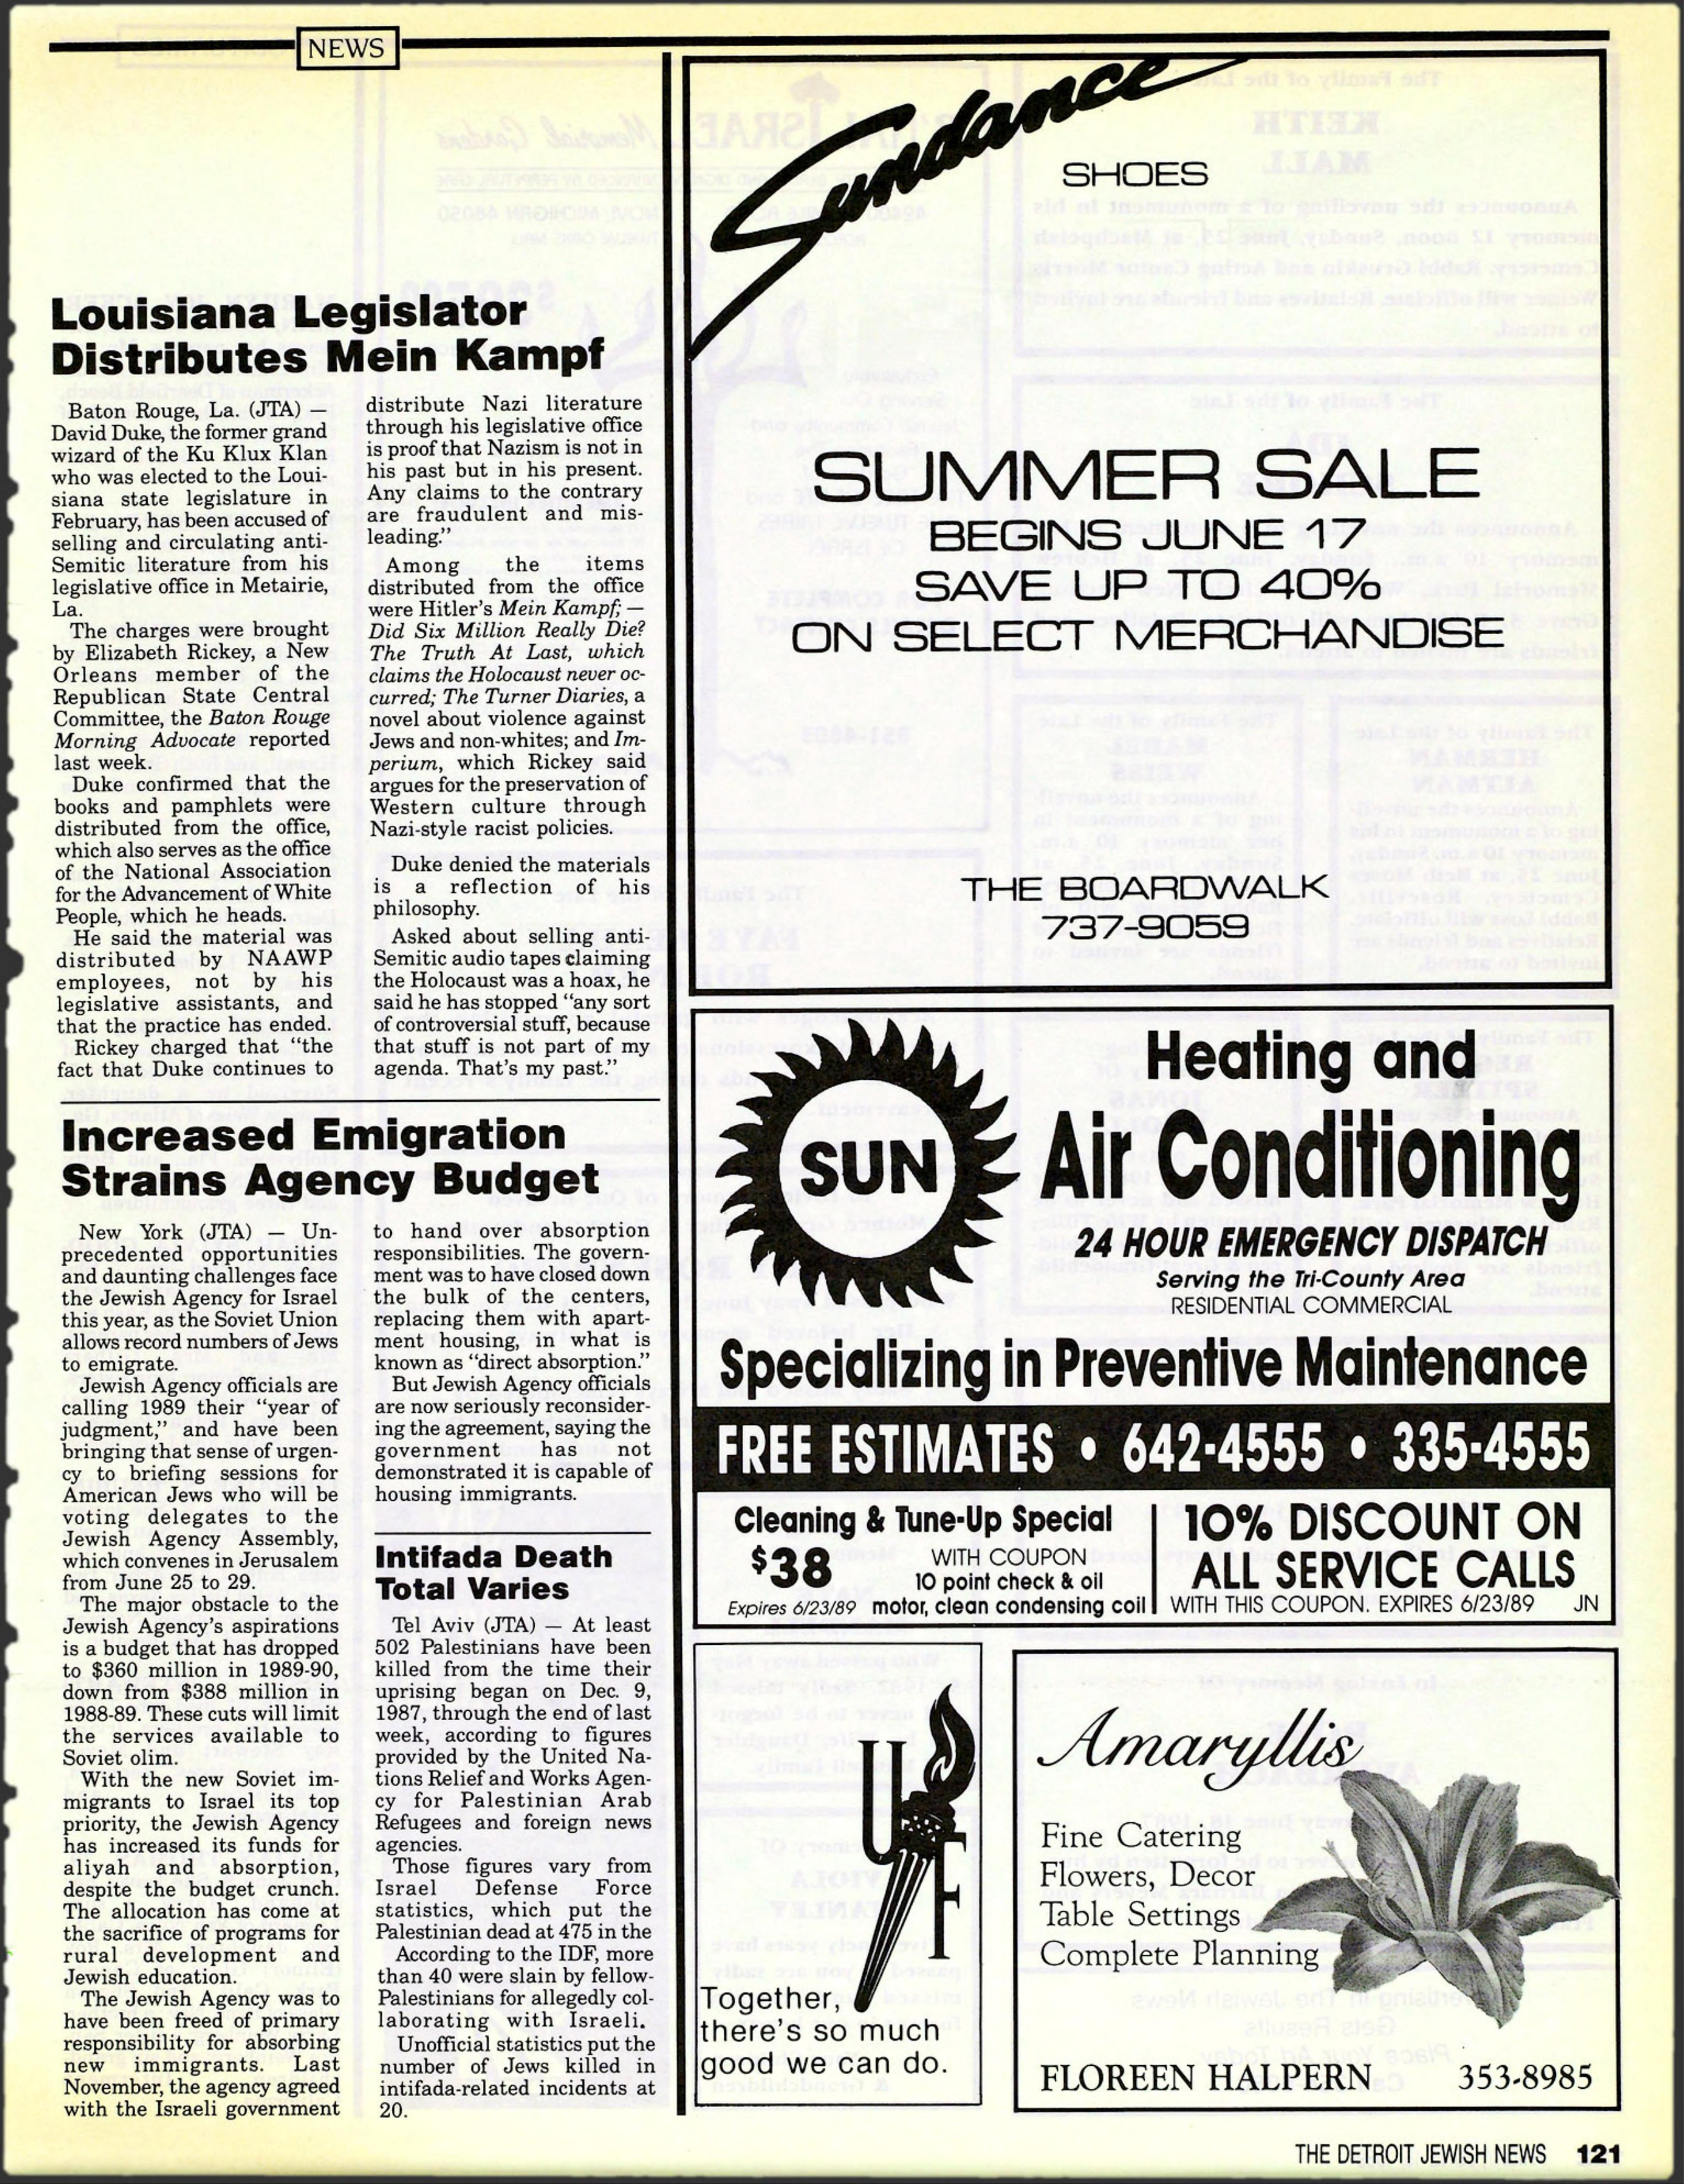 NEWS
Louisiana Legislator
Distributes Mein Kampf
Baton Rouge, La. (JTA) —
David Duke, the former grand
wizard of the Ku Klux Klan
who was elected to the Loui-
siana state legislature in
February, has been accused of
selling and circulating anti-
Semitic literature from his
legislative office in Metairie,
La.
The charges were brought
by Elizabeth Rickey, a New
Orleans member of the
Republican State Central
Committee, the Baton Rouge
Morning Advocate reported
last week.
Duke confirmed that the
books and pamphlets were
distributed from the office,
which also serves as the office
of the National Association
for the Advancement of White
People, which he heads.
He said the material was
distributed by NAAWP
employees, not by his
legislative assistants, and
that the practice has ended.
Rickey charged that "the
fact that Duke continues to
distribute Nazi literature
through his legislative office
is proof that Nazism is not in
his past but in his present.
Any claims to the contrary
are fraudulent and mis-
leading."
Among the items
distributed from the office
were Hitler's Mein Kampf; —
Did Six Million Really Die?
The Truth At Last, which
claims the Holocaust never oc-
curred; The Turner Diaries, a
novel about violence against
Jews and non-whites; and Im-
perium, which Rickey said
argues for the preservation of
Western culture through
Nazi-style racist policies.
Duke denied the materials
is a reflection of his
philosophy.
Asked about selling anti-
Semitic audio tapes claiming
the Holocaust was a hoax, he
said he has stopped "any sort
of controversial stuff, because
that stuff is not part of my
agenda. That's my past."
Increased Emigration
Strains Agency Budget
New York (JTA) — Un-
precedented opportunities
and daunting challenges face
the Jewish Agency for Israel
this year, as the Soviet Union
allows record numbers of Jews
to emigrate.
Jewish Agency officials are
calling 1989 their "year of
judgment," and have been
bringing that sense of urgen-
cy to briefing sessions for
American Jews who will be
voting delegates to the
Jewish Agency Assembly,
which convenes in Jerusalem
from June 25 to 29.
The major obstacle to the
Jewish Agency's aspirations
is a budget that has dropped
to $360 million in 1989-90,
down from $388 million in
1988-89. These cuts will limit
the services available to
Soviet olim.
With the new Soviet im-
migrants to Israel its top
priority, the Jewish Agency
has increased its funds for
aliyah and absorption,
despite the budget crunch.
The allocation has come at
the sacrifice of programs for
rural development and
Jewish education.
The Jewish Agency was to
have been freed of primary
responsibility for absorbing
new immigrants. Last
November, the agency agreed
with the Israeli government
to hand over absorption
responsibilities. The govern-
ment was to have closed down
the bulk of the centers,
replacing them with apart-
ment housing, in what is
known as "direct absorption."
But Jewish Agency officials
are now seriously reconsider-
ing the agreement, saying the
government has not
demonstrated it is capable of
housing immigrants.
Intifada Death
Total Varies
Tel Aviv (JTA) — At least
502 Palestinians have been
killed from the time their
uprising began on Dec. 9,
1987, through the end of last
week, according to figures
provided by the United Na-
tions Relief and Works Agen-
cy for Palestinian Arab
Refugees and foreign news
agencies.
Those figures vary from
Israel Defense Force
statistics, which put the
Palestinian dead at 475 in the
According to the IDF, more
than 40 were slain by fellow-
Palestinians for allegedly col-
laborating with Israeli.
Unofficial statistics put the
number of Jews killed in
intifada-related incidents at
20.
Sundance
SHOES
SUMMER SALE
BEGINS JUNE 17
SAVE UP TO 40%
ON SELECT MERCHANDISE
THE BOARDWALK
737-9059
SUN
Heating and
Air Conditioning
24 HOUR EMERGENCY DISPATCH
Serving the Tri-County Area
RESIDENTIAL COMMERCIAL
Specializing in Preventive Maintenance
FREE ESTIMATES • 642-4555 • 335-4555
Cleaning & Tune-Up Special
$38 WITH COUPON
10 point check & oil
Expires 6/23/89 motor, clean condensing coil
10% DISCOUNT ON
ALL SERVICE CALLS
WITH THIS COUPON. EXPIRES 6/23/89 JN
UJF
Together,
there's so much
good we can do.
Amaryllis
Fine Catering
Flowers, Decor
Table Settings
Complete Planning
FLOREEN HALPERN 353-8985
THE DETROIT JEWISH NEWS 121